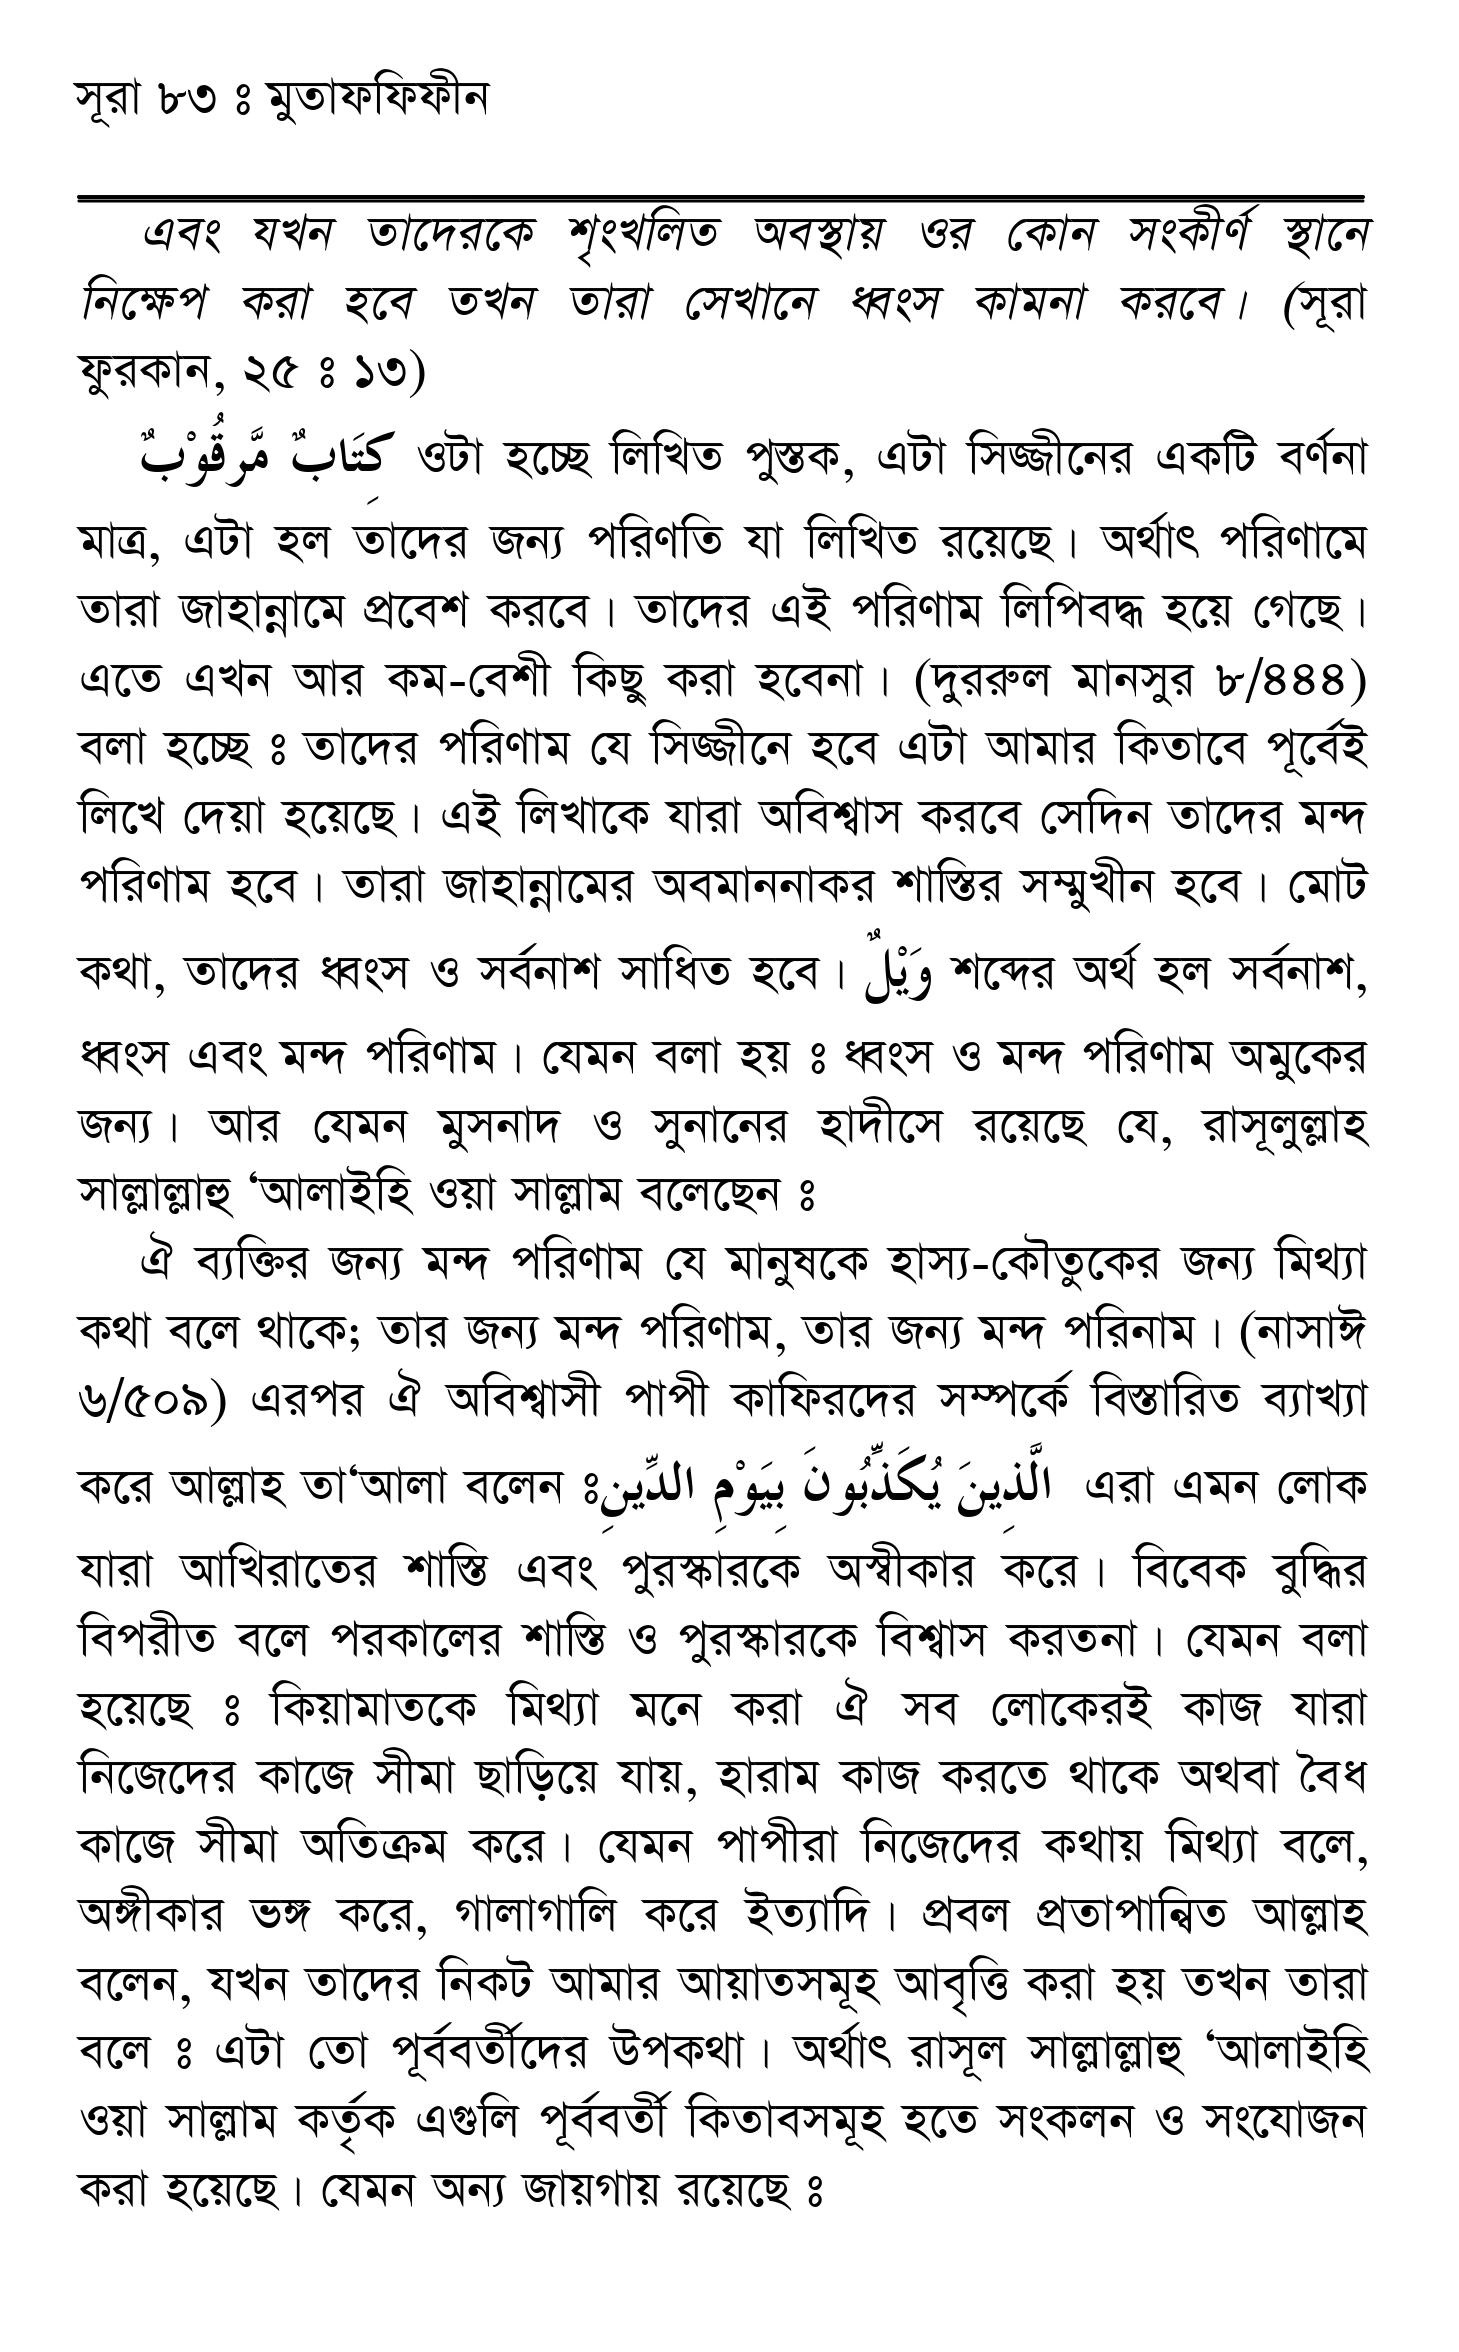 সূরা ৮৩ ঃ মুতাফফিফীন
এবং যখন তাদেরকে শৃংখলিত অবস্থায় ওর কোন সংকীর্ণ স্থানে
নিক্ষেপ করা হবে তখন তারা সেখানে ধ্বংস কামনা করবে। (সূরা
ফুরকান, ২৫ ঃ ১৩)
كِتَابٌ مَّرقُوْبٌ ওটা হচ্ছে লিখিত পুস্তক, এটা সিজ্জীনের একটি বর্ণনা
মাত্র, এটা হল তাদের জন্য পরিণতি যা লিখিত রয়েছে। অর্থাৎ পরিণামে
তারা জাহান্নামে প্রবেশ করবে। তাদের এই পরিণাম লিপিবদ্ধ হয়ে গেছে।
এতে এখন আর কম-বেশী কিছু করা হবেনা। (দুররুল মানসুর ৮/৪৪৪)
বলা হচ্ছে ঃ তাদের পরিণাম যে সিজ্জীনে হবে এটা আমার কিতাবে পূর্বেই
লিখে দেয়া হয়েছে। এই লিখাকে যারা অবিশ্বাস করবে সেদিন তাদের মন্দ
পরিণাম হবে। তারা জাহান্নামের অবমাননাকর শাস্তির সম্মুখীন হবে। মোট
কথা, তাদের ধ্বংস ও সর্বনাশ সাধিত হবে। وَيْلٌ শব্দের অর্থ হল সর্বনাশ,
ধ্বংস এবং মন্দ পরিণাম। যেমন বলা হয় ঃ ধ্বংস ও মন্দ পরিণাম অমুকের
জন্য। আর যেমন মুসনাদ ও সুনানের হাদীসে রয়েছে যে, রাসূলুল্লাহ
সাল্লাল্লাহু ‘আলাইহি ওয়া সাল্লাম বলেছেন ঃ
ঐ ব্যক্তির জন্য মন্দ পরিণাম যে মানুষকে হাস্য-কৌতুকের জন্য মিথ্যা
কথা বলে থাকে; তার জন্য মন্দ পরিণাম, তার জন্য মন্দ পরিনাম। (নাসাঈ
৬/৫০৯) এরপর ঐ অবিশ্বাসী পাপী কাফিরদের সম্পর্কে বিস্তারিত ব্যাখ্যা
করে আল্লাহ তা‘আলা বলেন ঃ الَّذِينَ يُكَذِّبُونَ بِيَوْمِ الدِّينِ এরা এমন লোক
যারা আখিরাতের শাস্তি এবং পুরস্কারকে অস্বীকার করে। বিবেক বুদ্ধির
বিপরীত বলে পরকালের শাস্তি ও পুরস্কারকে বিশ্বাস করতনা। যেমন বলা
হয়েছে ঃ কিয়ামাতকে মিথ্যা মনে করা ঐ সব লোকেরই কাজ যারা
নিজেদের কাজে সীমা ছাড়িয়ে যায়, হারাম কাজ করতে থাকে অথবা বৈধ
কাজে সীমা অতিক্রম করে। যেমন পাপীরা নিজেদের কথায় মিথ্যা বলে,
অঙ্গীকার ভঙ্গ করে, গালাগালি করে ইত্যাদি। প্রবল প্রতাপান্বিত আল্লাহ
বলেন, যখন তাদের নিকট আমার আয়াতসমূহ আবৃত্তি করা হয় তখন তারা
বলে ঃ এটা তো পূর্ববর্তীদের উপকথা। অর্থাৎ রাসূল সাল্লাল্লাহু ‘আলাইহি
ওয়া সাল্লাম কর্তৃক এগুলি পূর্ববর্তী কিতাবসমূহ হতে সংকলন ও সংযোজন
করা হয়েছে। যেমন অন্য জায়গায় রয়েছে ঃ